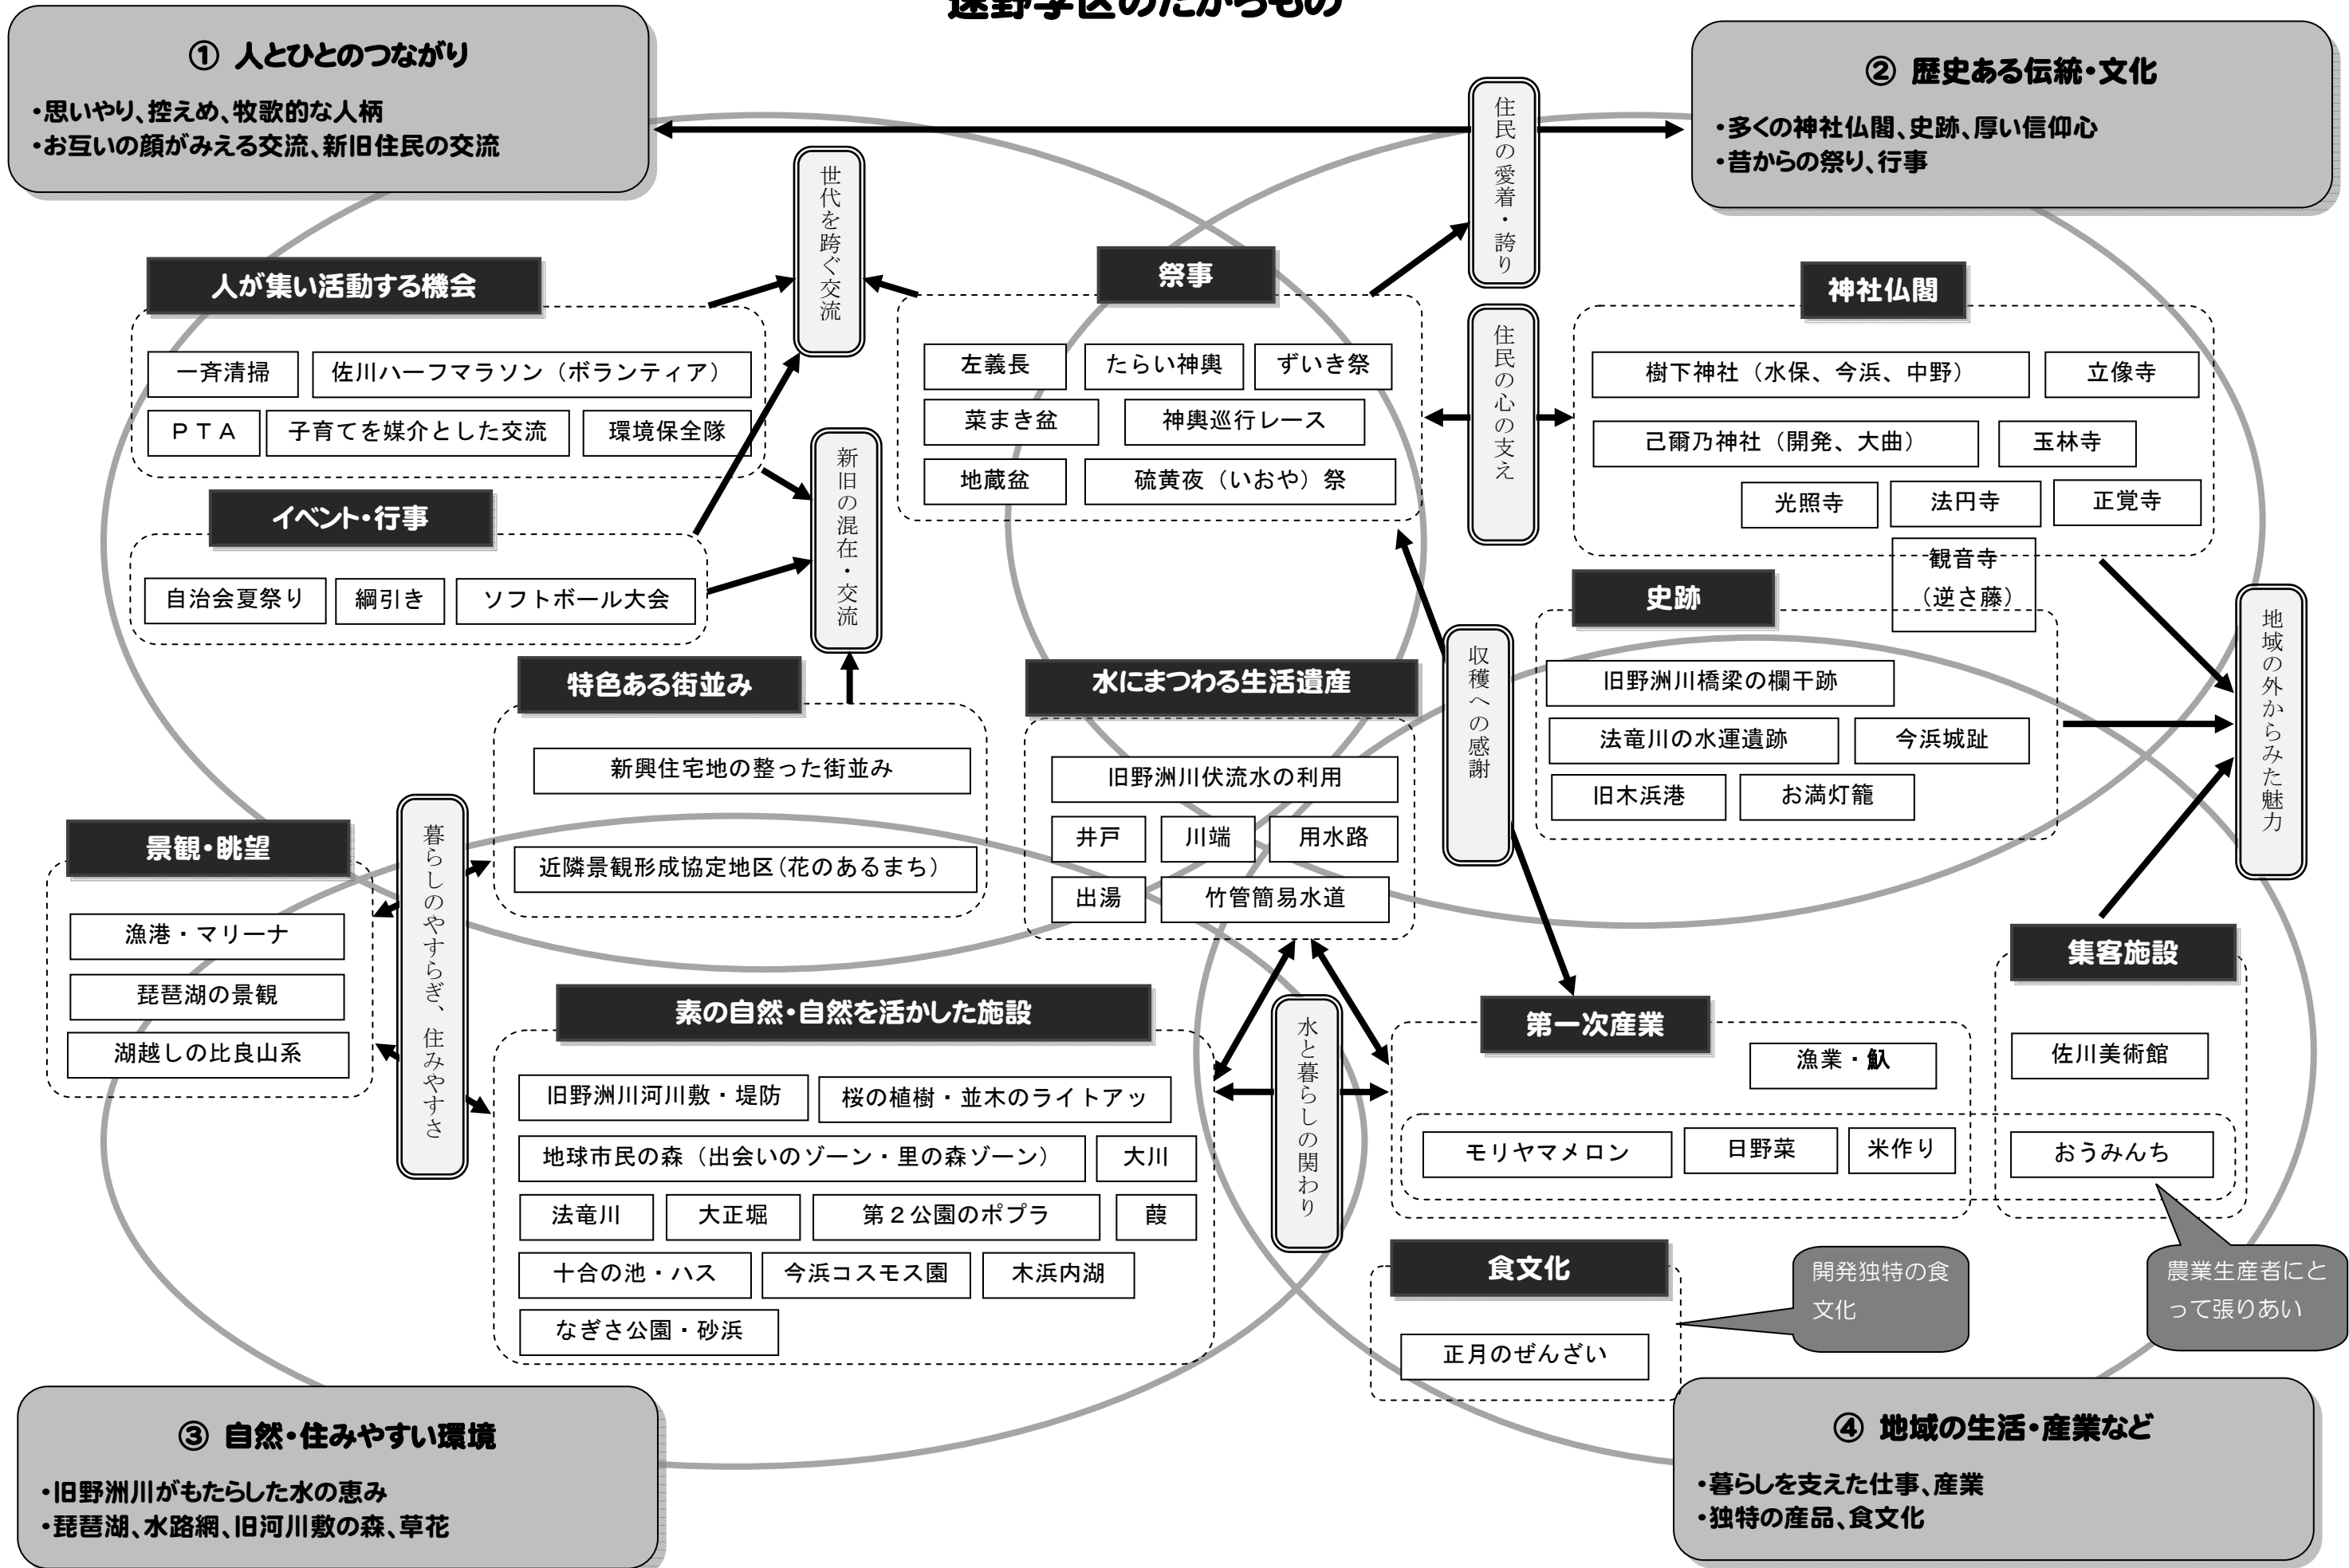 速野学区のたからもの
① 人とひとのつながり
・思いやり、控えめ、牧歌的な人柄
・お互いの顔がみえる交流、新旧住民の交流
② 歴史ある伝統・文化
・多くの神社仏閣、史跡、厚い信仰心
・昔からの祭り、行事
住民の愛着・誇り
世代を跨ぐ交流
人が集い活動する機会
一斉清掃
佐川ハーフマラソン（ボランティア）
ＰＴＡ
子育てを媒介とした交流
環境保全隊
祭事
左義長
たらい神輿
ずいき祭
菜まき盆
神輿巡行レース
地蔵盆
硫黄夜（いおや）祭
住民の心の支え
神社仏閣
樹下神社（水保、今浜、中野）
立像寺
己爾乃神社（開発、大曲）
玉林寺
光照寺
法円寺
正覚寺
観音寺
（逆さ藤）
イベント・行事
自治会夏祭り
綱引き
ソフトボール大会
新旧の混在・交流
史跡
旧野洲川橋梁の欄干跡
法竜川の水運遺跡
今浜城趾
旧木浜港
お満灯籠
地域の外からみた魅力
特色ある街並み
新興住宅地の整った街並み
近隣景観形成協定地区（花のあるまち）
水にまつわる生活遺産
旧野洲川伏流水の利用
井戸
川端
用水路
出湯
竹管簡易水道
収穫への感謝
景観・眺望
漁港・マリーナ
琵琶湖の景観
湖越しの比良山系
暮らしのやすらぎ、住みやすさ
素の自然・自然を活かした施設
旧野洲川河川敷・堤防
桜の植樹・並木のライトアッ
地球市民の森（出会いのゾーン・里の森ゾーン）
大川
法竜川
大正堀
第２公園のポプラ
葭
十合の池・ハス
今浜コスモス園
木浜内湖
なぎさ公園・砂浜
水と暮らしの関わり
第一次産業
漁業・魞
モリヤマメロン
日野菜
米作り
集客施設
佐川美術館
おうみんち
食文化
正月のぜんざい
開発独特の食
文化
農業生産者にと
って張りあい
③ 自然・住みやすい環境
・旧野洲川がもたらした水の恵み
・琵琶湖、水路網、旧河川敷の森、草花
④ 地域の生活・産業など
・暮らしを支えた仕事、産業
・独特の産品、食文化